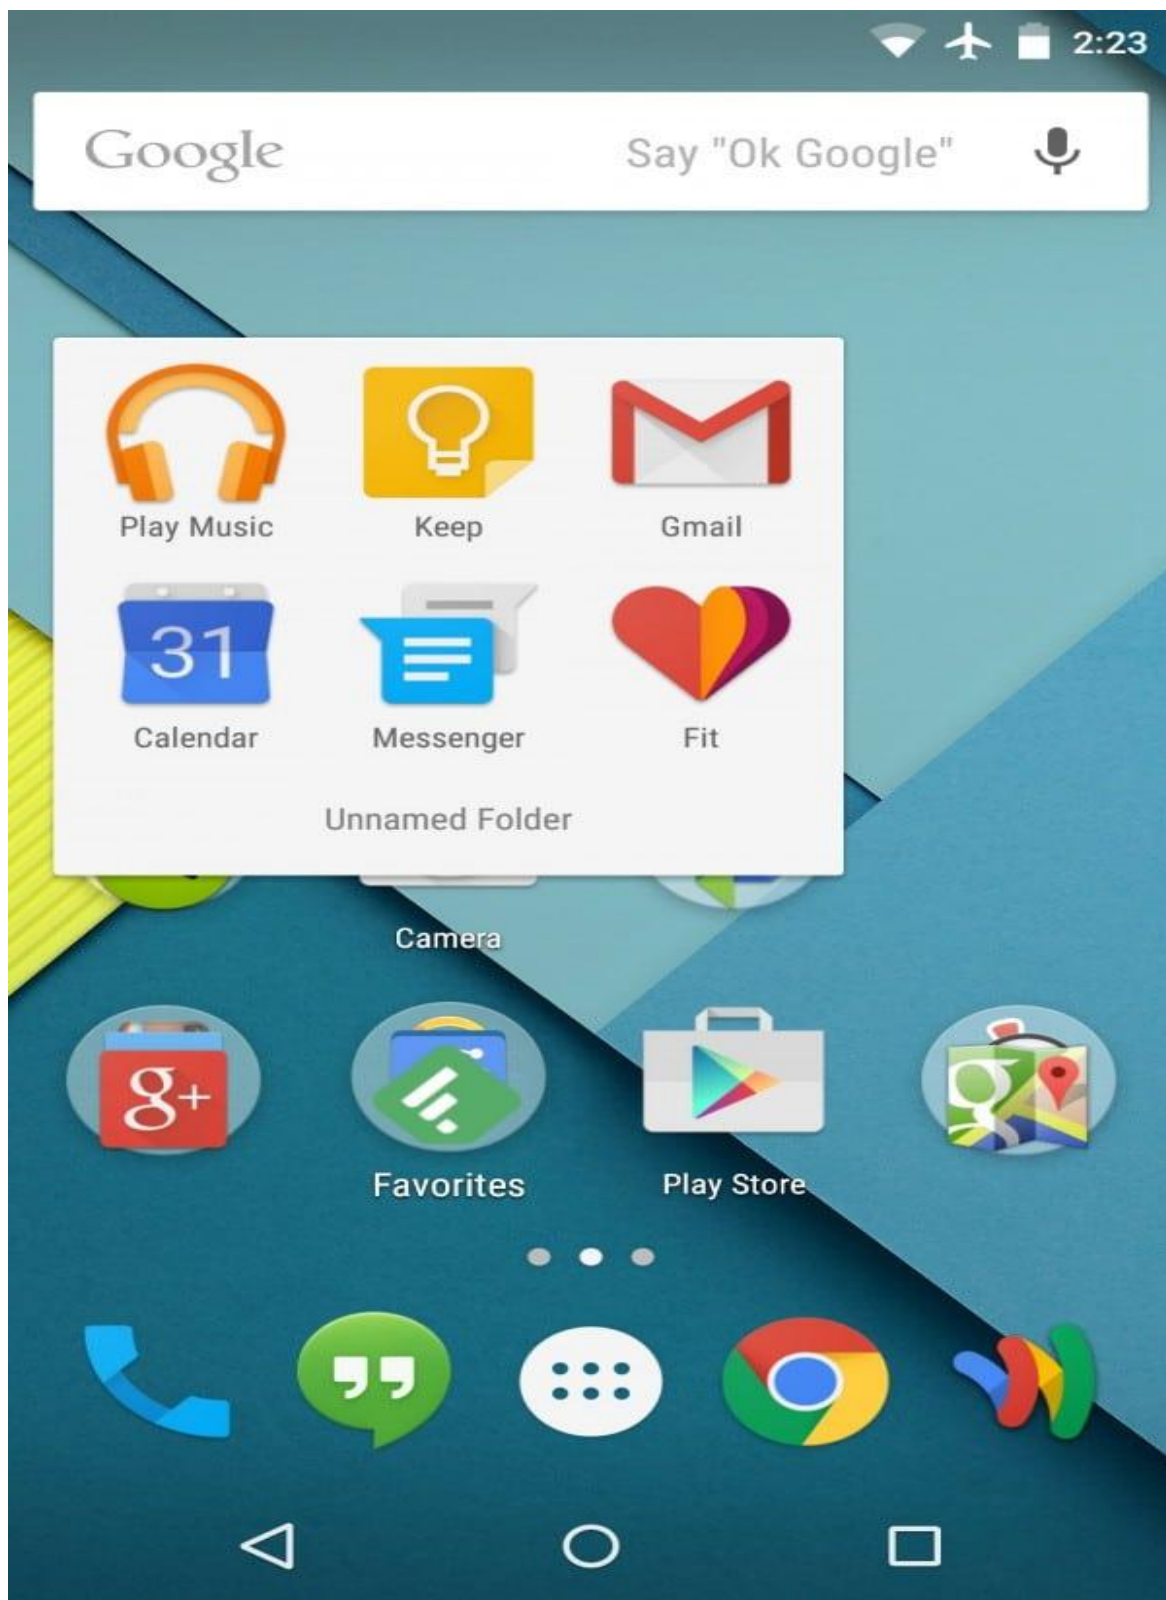 2:23
Google Say "Ok Google"
Play Music Keep Gmail
31
Calendar Messenger Fit
Unnamed Folder
Camera
g+ g
Favorites Play Store